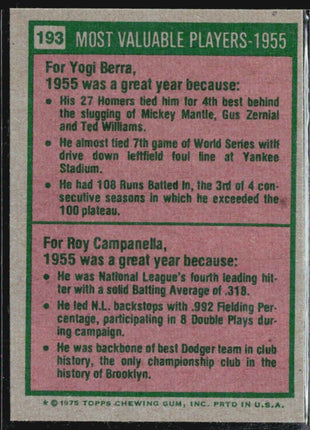 193 MOST VALUABLE PLAYERS-1955
For Yogi Berra,
1955 was a great year because:
• His 27 Homers tied him for 4th best behind
the slugging of Mickey Mantle, Gus Zernial
and Ted Williams.
• He almost tied 7th game of World Series with
drive down leftfield foul line at Yankee
Stadium.
• He had 108 Runs Batted In, the 3rd of 4 con-
secutive seasons in which he exceeded the
100 plateau.
For Roy Campanella,
1955 was a great year because:
• He was National League's fourth leading hit-
ter with a solid Batting Average of .318.
• He led N.L. backstops with .992 Fielding Per-
centage, participating in 8 Double Plays dur-
ing campaign.
• He was backbone of best Dodger team in club
history, the only championship club in the
history of Brooklyn.
* © 1975 TOPPS CHEWING GUM, INC. PRTD IN U.S.A.